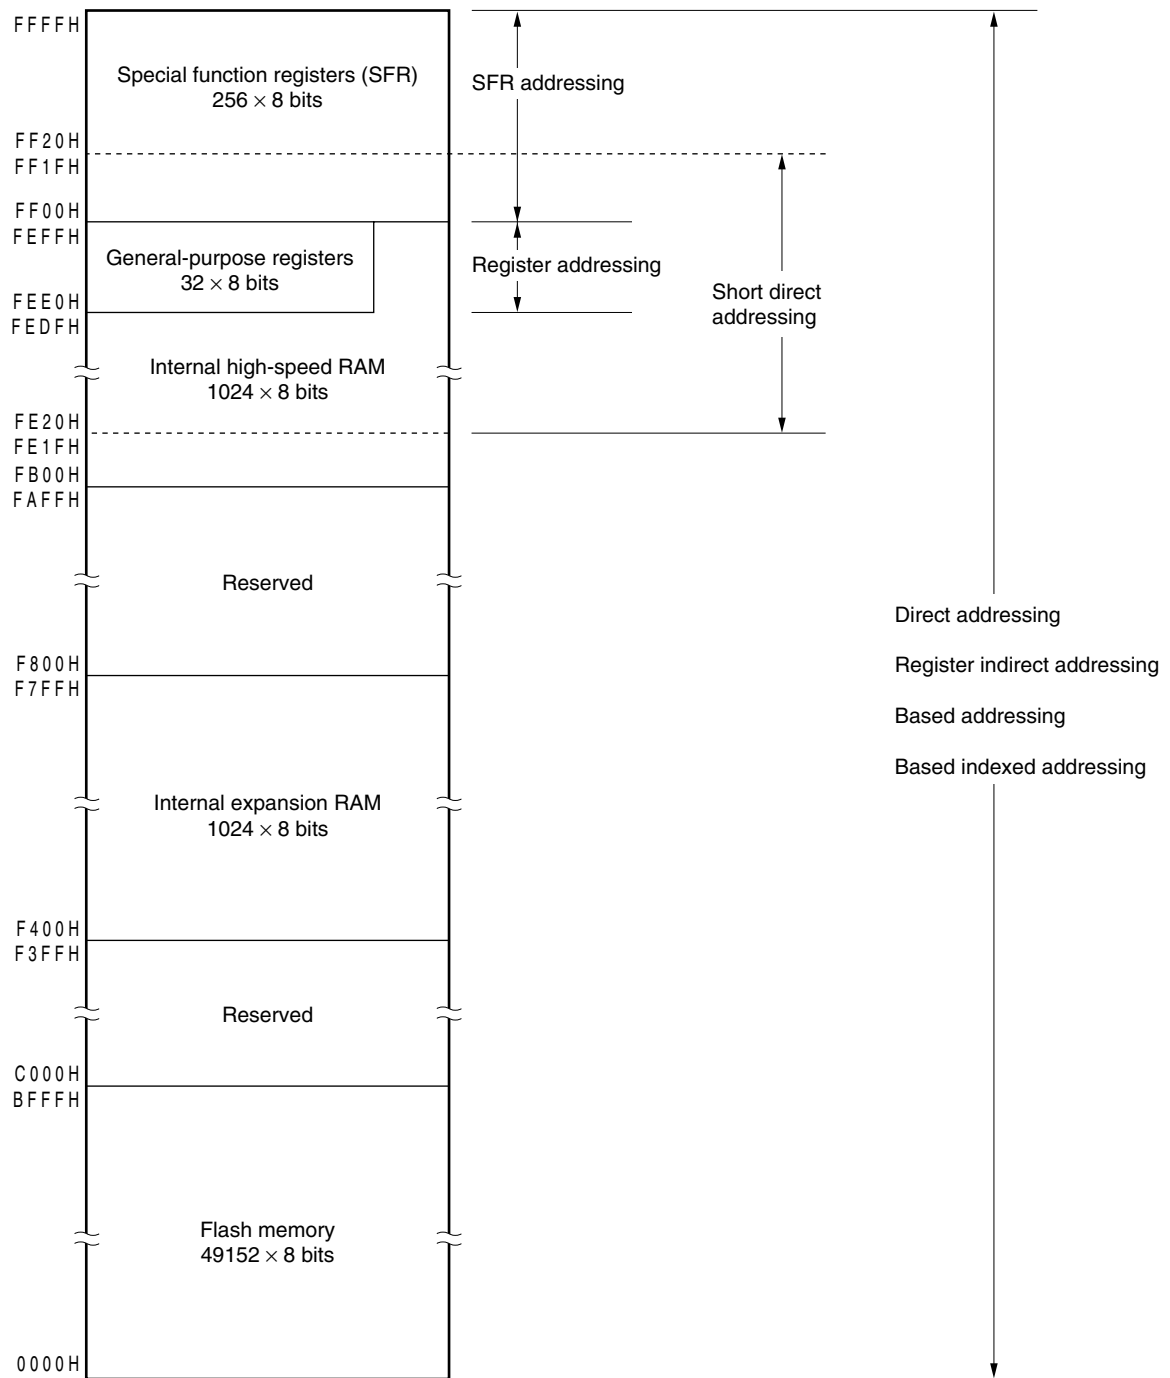 FFFFH
Special function registers (SFR)
256 × 8 bits
SFR addressing
FF20H
FF1FH
FF00H
FEFFH
General-purpose registers
32 × 8 bits
Register addressing
Short direct
addressing
FEE0H
FEDFH
Internal high-speed RAM
1024 × 8 bits
FE20H
FE1FH
FB00H
FAFFH
Reserved
Direct addressing
Register indirect addressing
Based addressing
Based indexed addressing
F800H
F7FFH
Internal expansion RAM
1024 × 8 bits
F400H
F3FFH
Reserved
C000H
BFFFH
Flash memory
49152 × 8 bits
0000H